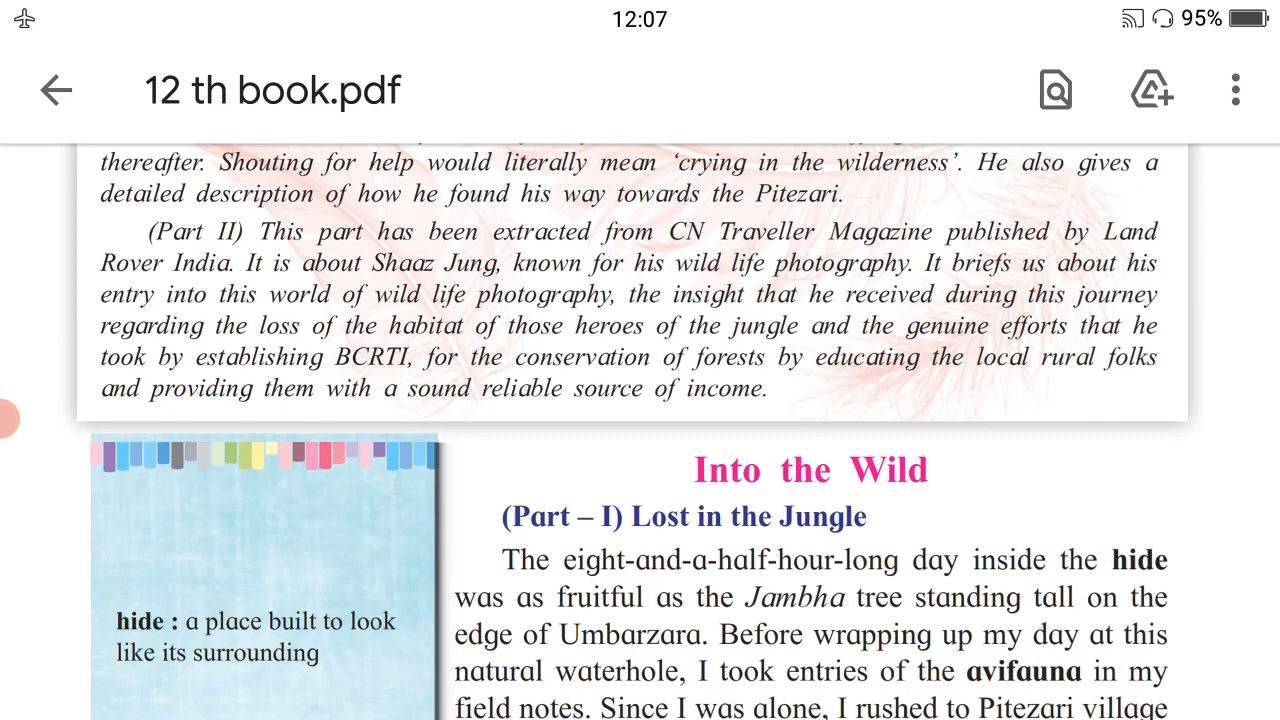 12:07
95%
12 th book.pdf
thereafter. Shouting for help would literally mean ‘crying in the wilderness’. He also gives a
detailed description of how he found his way towards the Pitezari.
(Part II) This part has been extracted from CN Traveller Magazine published by Land
Rover India. It is about Shaaz Jung, known for his wild life photography. It briefs us about his
entry into this world of wild life photography, the insight that he received during this journey
regarding the loss of the habitat of those heroes of the jungle and the genuine efforts that he
took by establishing BCRTI, for the conservation of forests by educating the local rural folks
and providing them with a sound reliable source of income.
hide : a place built to look
like its surrounding
Into the Wild
(Part – I) Lost in the Jungle
The eight-and-a-half-hour-long day inside the hide
was as fruitful as the Jambha tree standing tall on the
edge of Umbarzara. Before wrapping up my day at this
natural waterhole, I took entries of the avifauna in my
field notes. Since I was alone, I rushed to Pitezari village